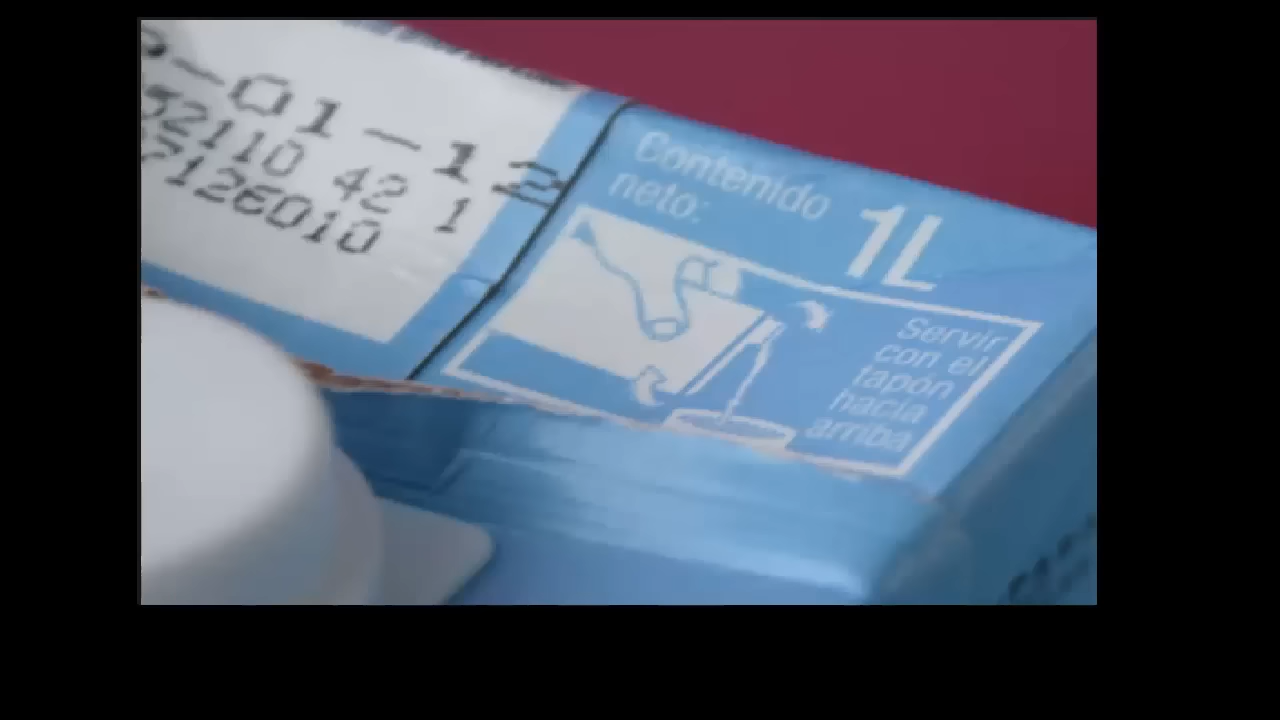 -01-12
52110 42 1
7126010
Contenido
neto: 1L
Servir
con el
tapón
hacia
arriba